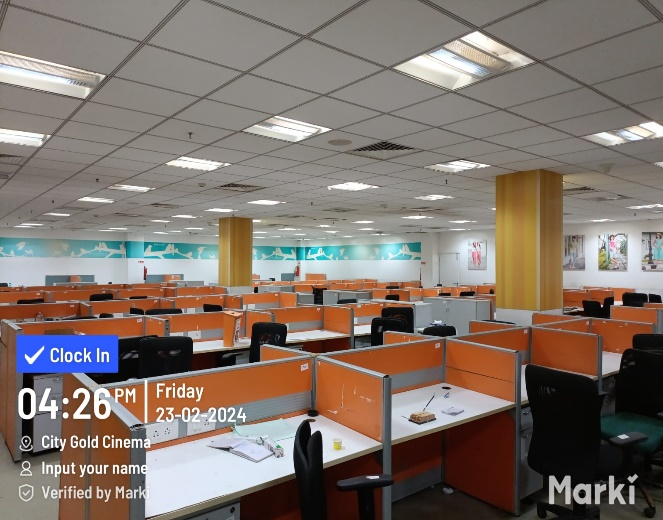 Clock In
04:26 PM
Friday
23-02-2024
City Gold Cinema
Input your name
Verified by Marki
Marki